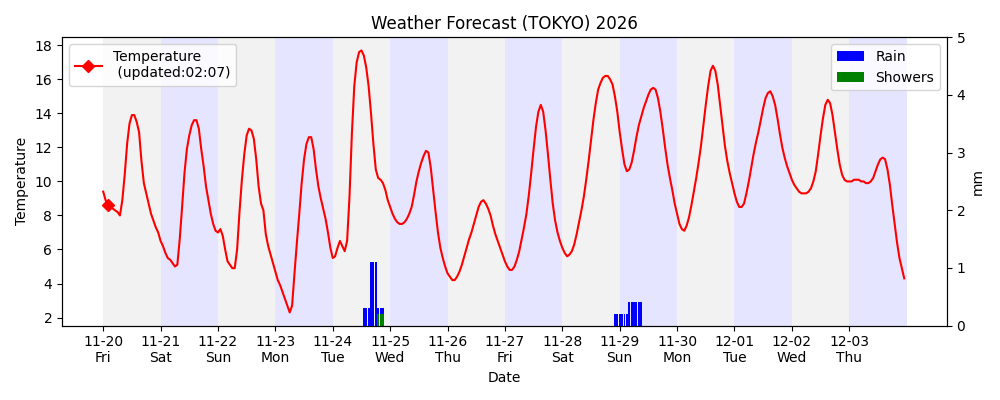 Weather Forecast (TOKYO) 2026
Temperature
(updated:02:07)
Rain
Showers
Temperature
18
16
14
12
10
8
6
4
2
5
4
3
2
1
0
mm
11-20 11-21 11-22 11-23 11-24 11-25 11-26 11-27 11-28 11-29 11-30 12-01 12-02 12-03
Fri Sat Sun Mon Tue Wed Thu Fri Sat Sun Mon Tue Wed Thu
Date